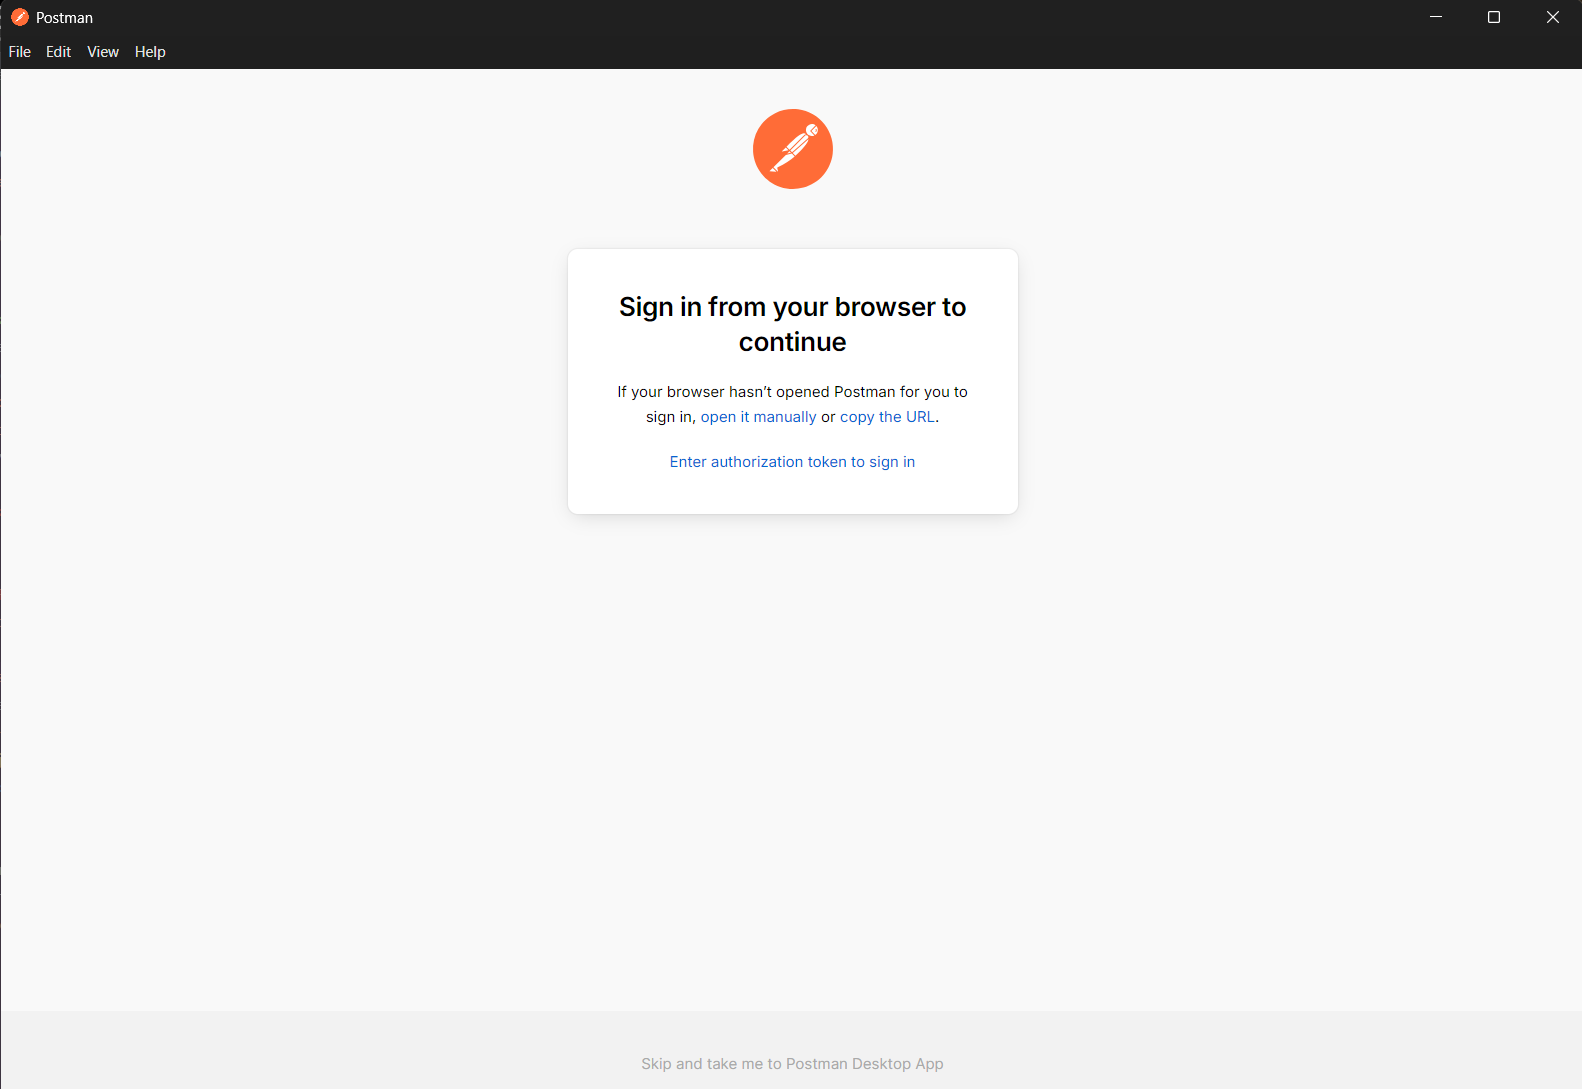 Postman
File Edit View Help
Sign in from your browser to
continue
If your browser hasn’t opened Postman for you to
sign in, open it manually or copy the URL.
Enter authorization token to sign in
Skip and take me to Postman Desktop App